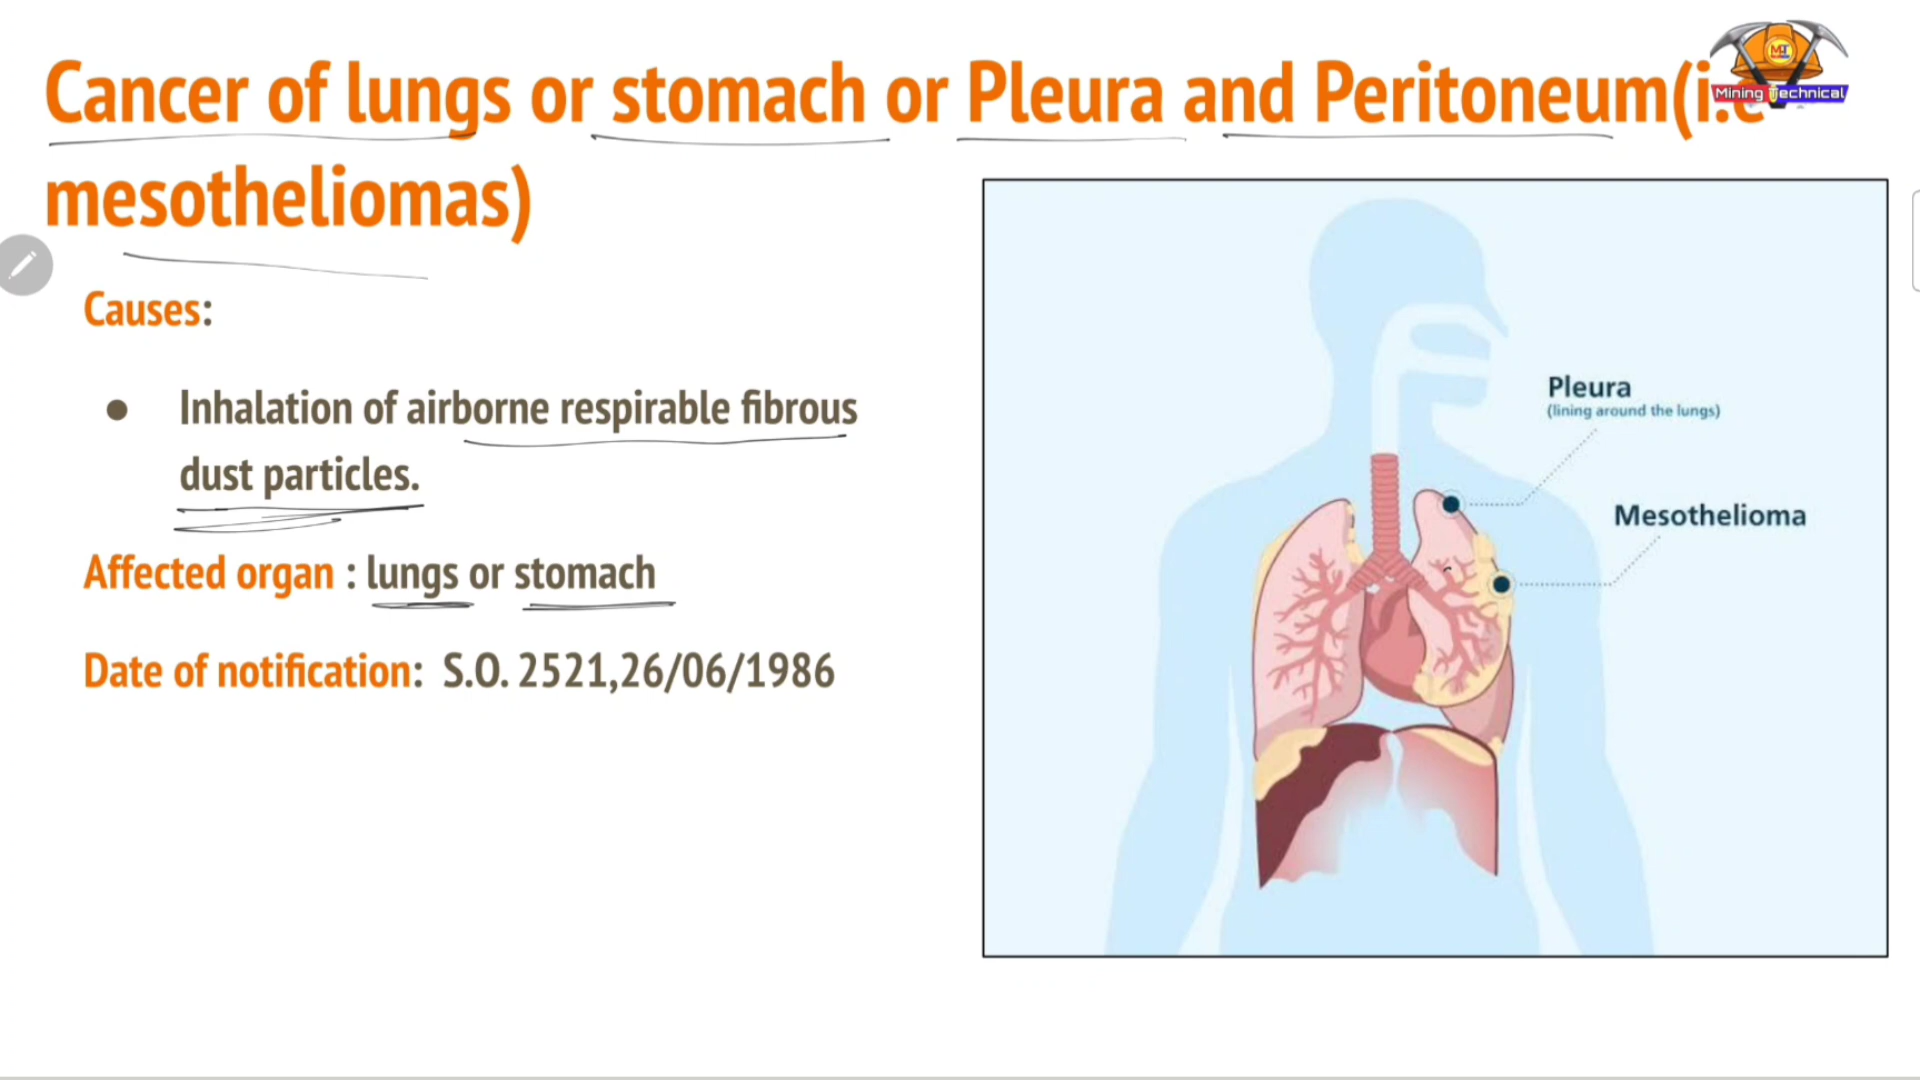 Cancer of lungs or stomach or Pleura and Peritoneum(i.e
mesotheliomas)
Mining Technical
MT
Causes:
● Inhalation of airborne respirable fibrous
dust particles.
Affected organ : lungs or stomach
Date of notification: S.O. 2521,26/06/1986
Pleura
(lining around the lungs)
Mesothelioma